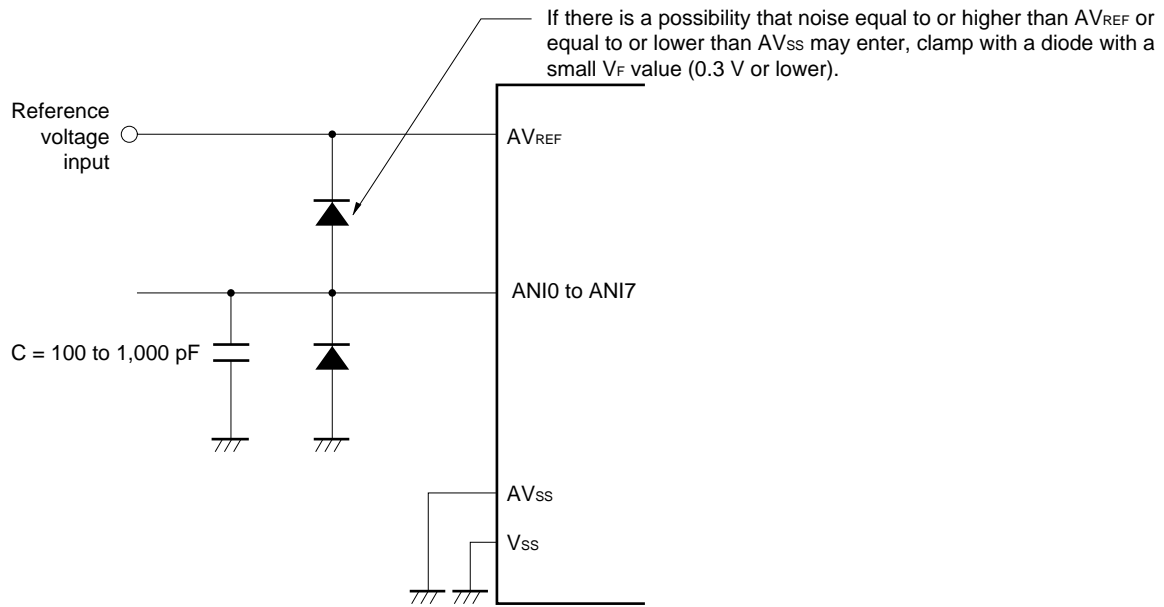 If there is a possibility that noise equal to or higher than AVREF or
equal to or lower than AVSS may enter, clamp with a diode with a
small VF value (0.3 V or lower).
Reference
voltage
input
AVREF
ANI0 to ANI7
C = 100 to 1,000 pF
AVSS
VSS